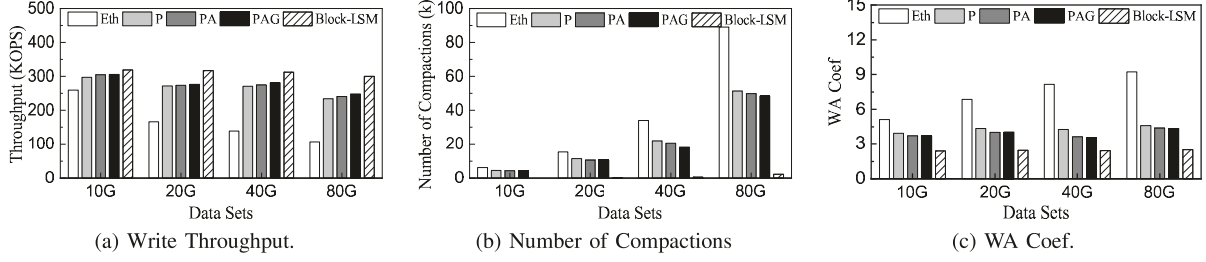 Eth P PA PAG Block-LSM
500
400
300
200
100
0
Throughput (KOPS)
10G 20G 40G 80G
Data Sets
(a) Write Throughput.
Eth P PA PAG Block-LSM
100
80
60
40
20
0
Number of Compactions (k)
10G 20G 40G 80G
Data Sets
(b) Number of Compactions
Eth P PA PAG Block-LSM
15
12
9
6
3
0
WA Coef
10G 20G 40G 80G
Data Sets
(c) WA Coef.